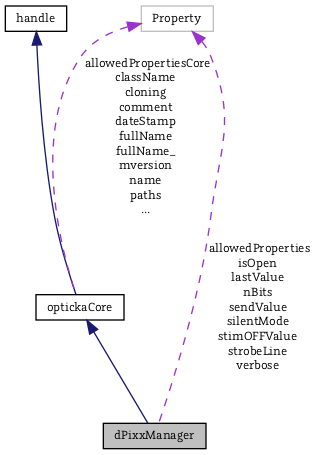 handle
Property
allowedPropertiesCore
className
cloning
comment
dateStamp
fullName
fullName_
mversion
name
paths
...
allowedProperties
isOpen
lastValue
nBits
sendValue
silentMode
stimOFFValue
strobeLine
verbose
optickaCore
dPixxManager